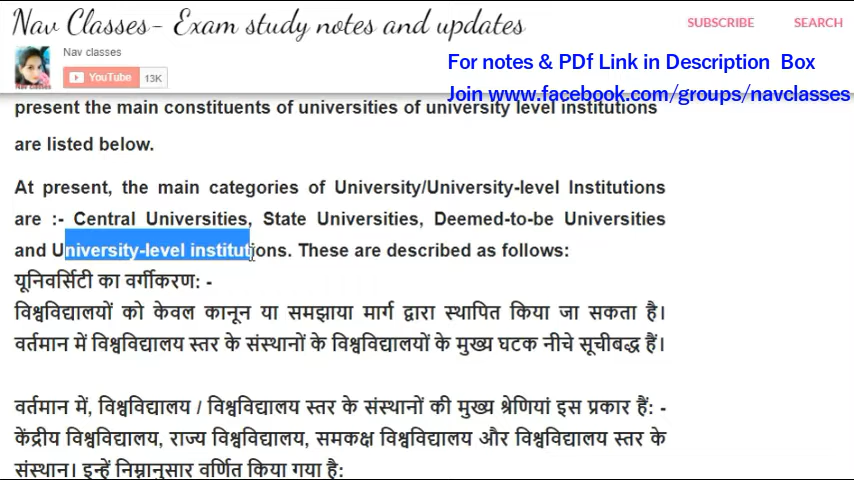 Nav Classes- Exam study notes and updates
SUBSCRIBE
SEARCH
Nav classes
YouTube 13K
For notes & PDf Link in Description Box
Join www.facebook.com/groups/navclasses
present the main constituents of universities of university level institutions
are listed below.
At present, the main categories of University/University-level Institutions
are :- Central Universities, State Universities, Deemed-to-be Universities
and University-level institutions. These are described as follows:
यूनिवर्सिटी का वर्गीकरण: -
विश्वविद्यालयों को केवल कानून या समझाया मार्ग द्वारा स्थापित किया जा सकता है।
वर्तमान में विश्वविद्यालय स्तर के संस्थानों के विश्वविद्यालयों के मुख्य घटक नीचे सूचीबद्ध हैं।
वर्तमान में, विश्वविद्यालय / विश्वविद्यालय स्तर के संस्थानों की मुख्य श्रेणियां इस प्रकार हैं: -
केंद्रीय विश्वविद्यालय, राज्य विश्वविद्यालय, समकक्ष विश्वविद्यालय और विश्वविद्यालय स्तर के
संस्थान। इन्हें निम्नानुसार वर्णित किया गया है: